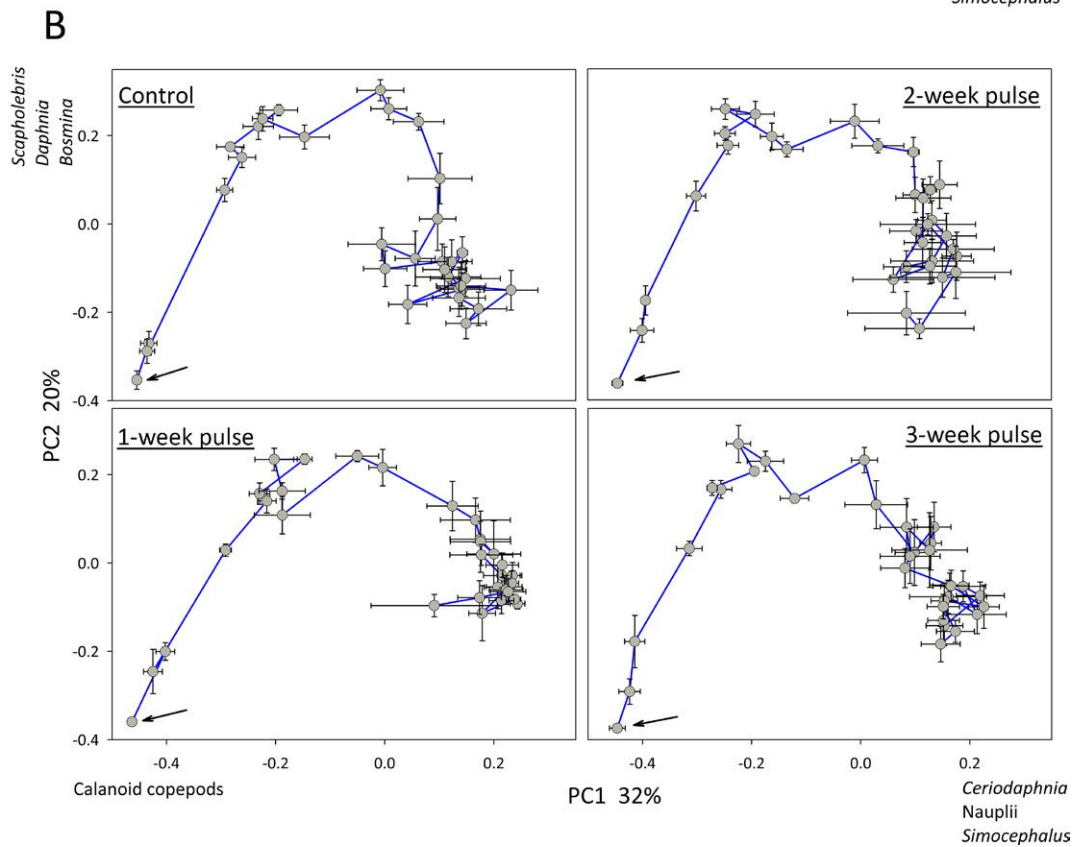 Simocephalus
B
Scapholebris
Daphnia
Bosmina
Control
2-week pulse
0.2
0.0
-0.2
-0.4
PC2 20%
1-week pulse
3-week pulse
0.2
0.0
-0.2
-0.4
-0.4 -0.2 0.0 0.2 -0.4 -0.2 0.0 0.2
Calanoid copepods
PC1 32%
Ceriodaphnia
Nauplii
Simocephalus